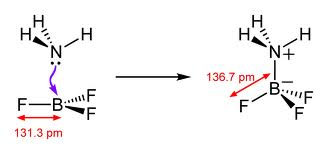 H
H H
N
F B F
F
131.3 pm
H
H H
N +
136.7 pm
B −
F F
F